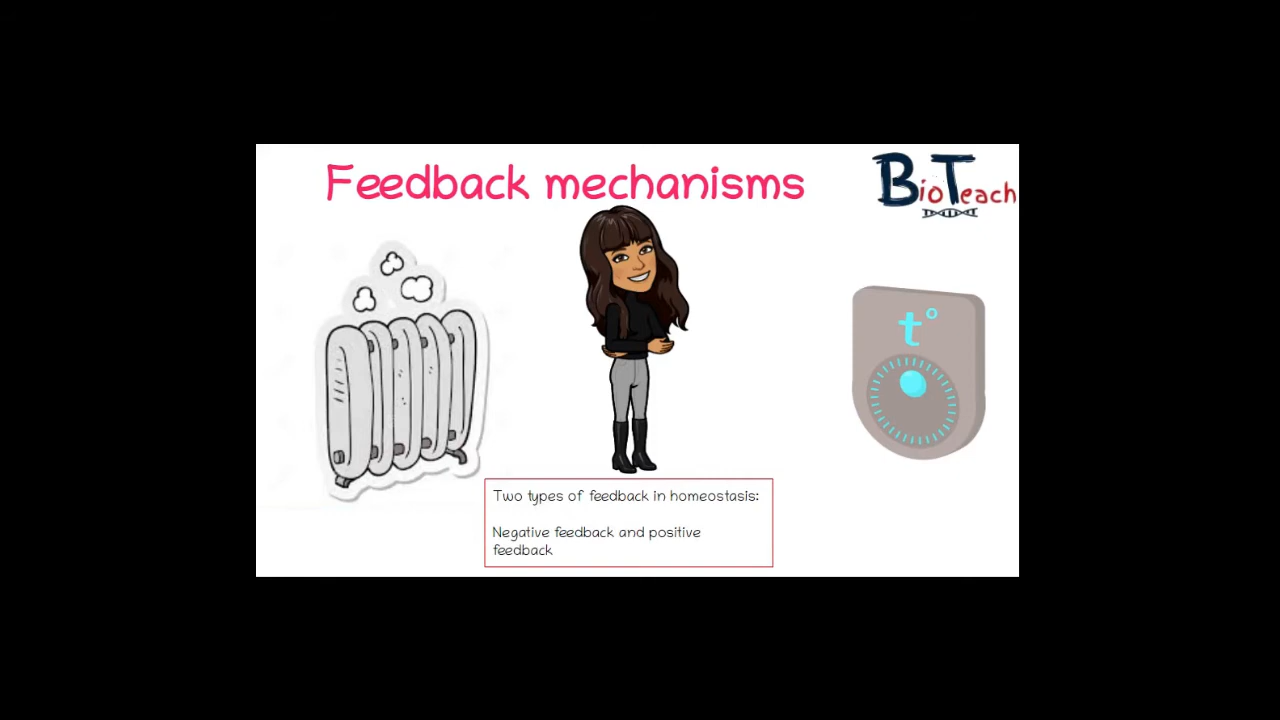 Feedback mechanisms
BioTeach
t°
Two types of feedback in homeostasis:
Negative feedback and positive
feedback